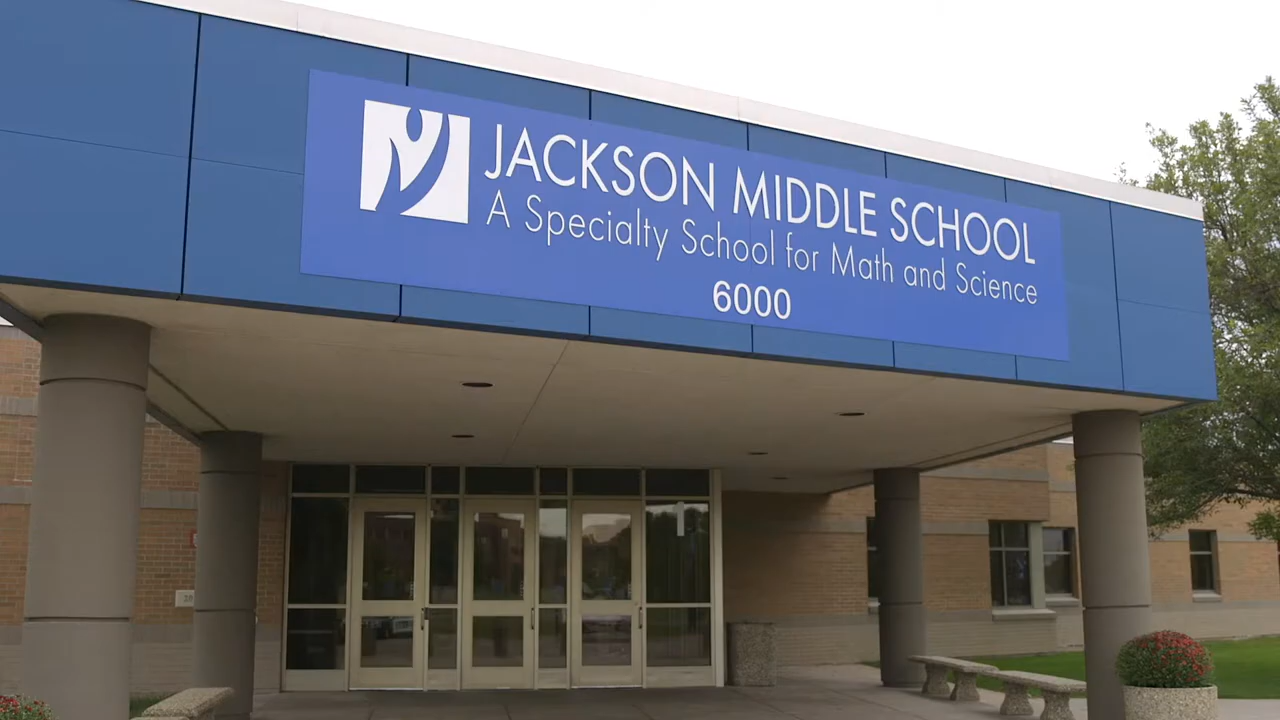 JACKSON MIDDLE SCHOOL
A Specialty School for Math and Science
6000